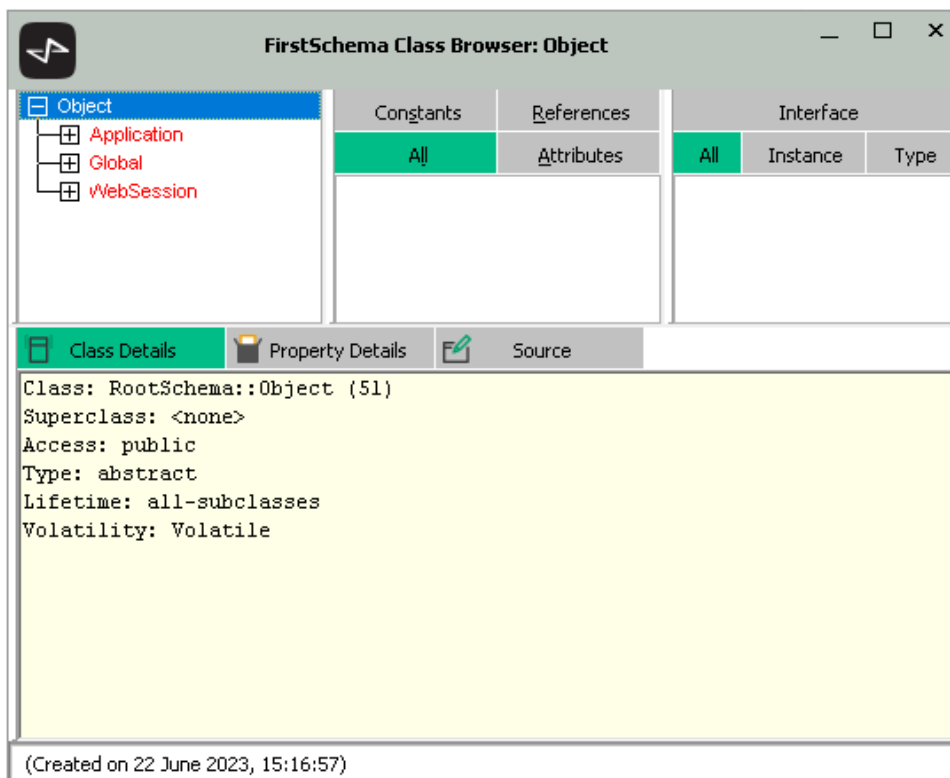 FirstSchema Class Browser: Object
Object
Application
Global
WebSession
Constants References
All Attributes
Interface
All Instance Type
Class Details Property Details Source
Class: RootSchema::Object (51)
Superclass: <none>
Access: public
Type: abstract
Lifetime: all-subclasses
Volatility: Volatile
(Created on 22 June 2023, 15:16:57)